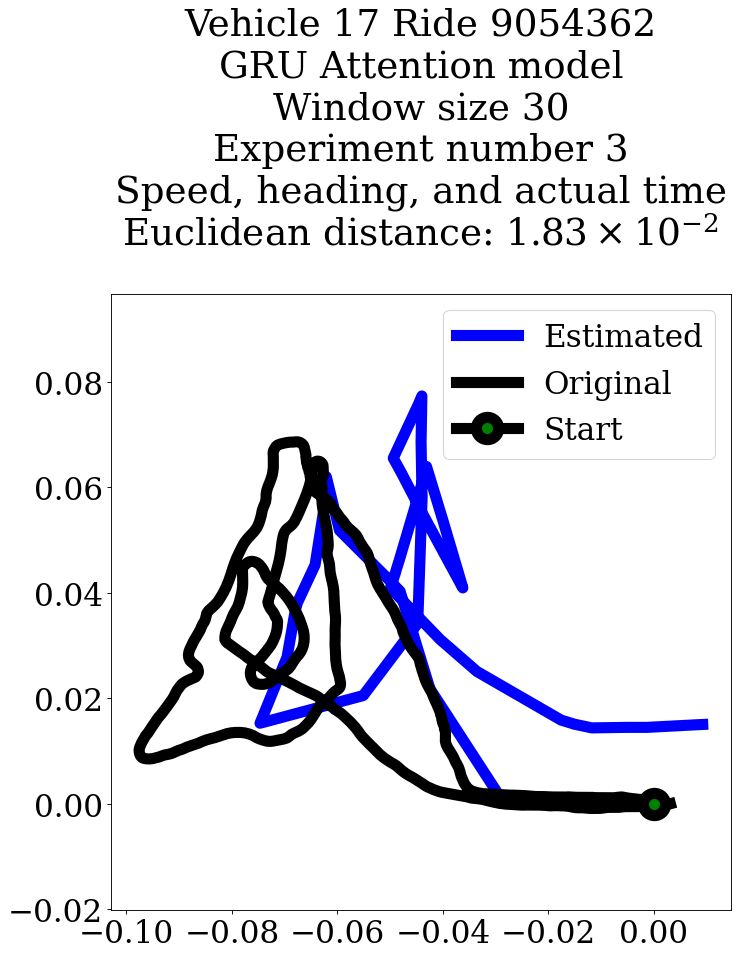 Vehicle 17 Ride 9054362
GRU Attention model
Window size 30
Experiment number 3
Speed, heading, and actual time
Euclidean distance: 1.83 × 10⁻²
Estimated
Original
Start
0.08
0.06
0.04
0.02
0.00
−0.02
−0.10 −0.08 −0.06 −0.04 −0.02 0.00